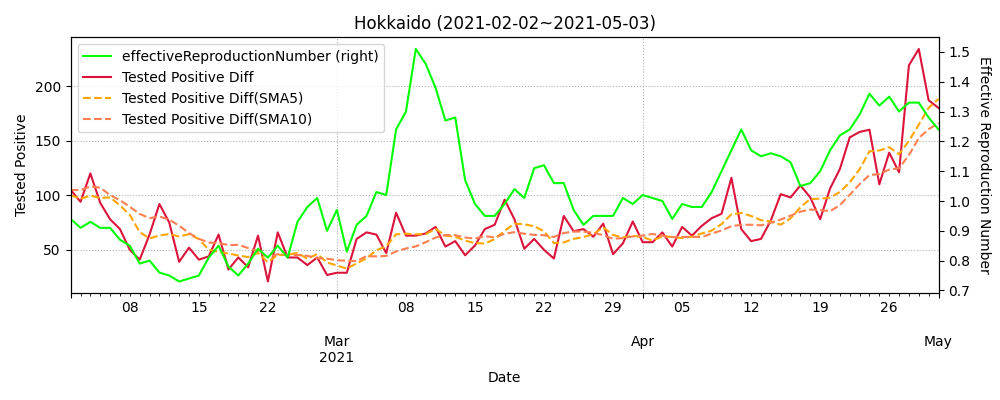 Hokkaido (2021-02-02~2021-05-03)
effectiveReproductionNumber (right)
Tested Positive Diff
Tested Positive Diff(SMA5)
Tested Positive Diff(SMA10)
Tested Positive
200
150
100
50
1.5
1.4
1.3
1.2
1.1
1.0
0.9
0.8
0.7
Effective Reproduction Number
08 15 22 08 15 22 29 05 12 19 26
Mar Apr May
2021
Date